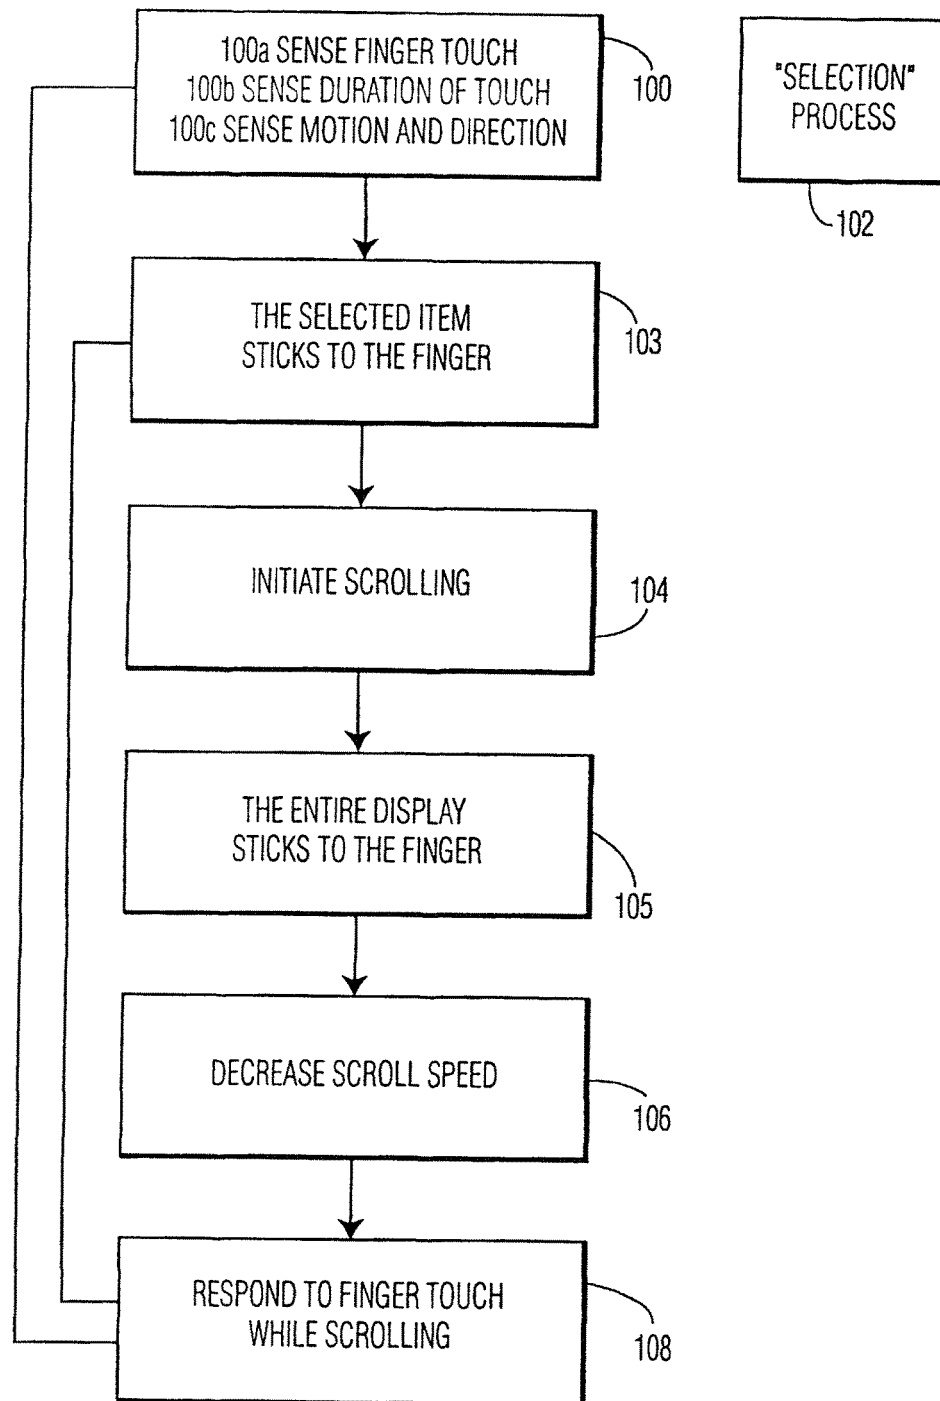 100a SENSE FINGER TOUCH
100b SENSE DURATION OF TOUCH
100c SENSE MOTION AND DIRECTION
100
"SELECTION"
PROCESS
102
THE SELECTED ITEM
STICKS TO THE FINGER
103
INITIATE SCROLLING
104
THE ENTIRE DISPLAY
STICKS TO THE FINGER
105
DECREASE SCROLL SPEED
106
RESPOND TO FINGER TOUCH
WHILE SCROLLING
108